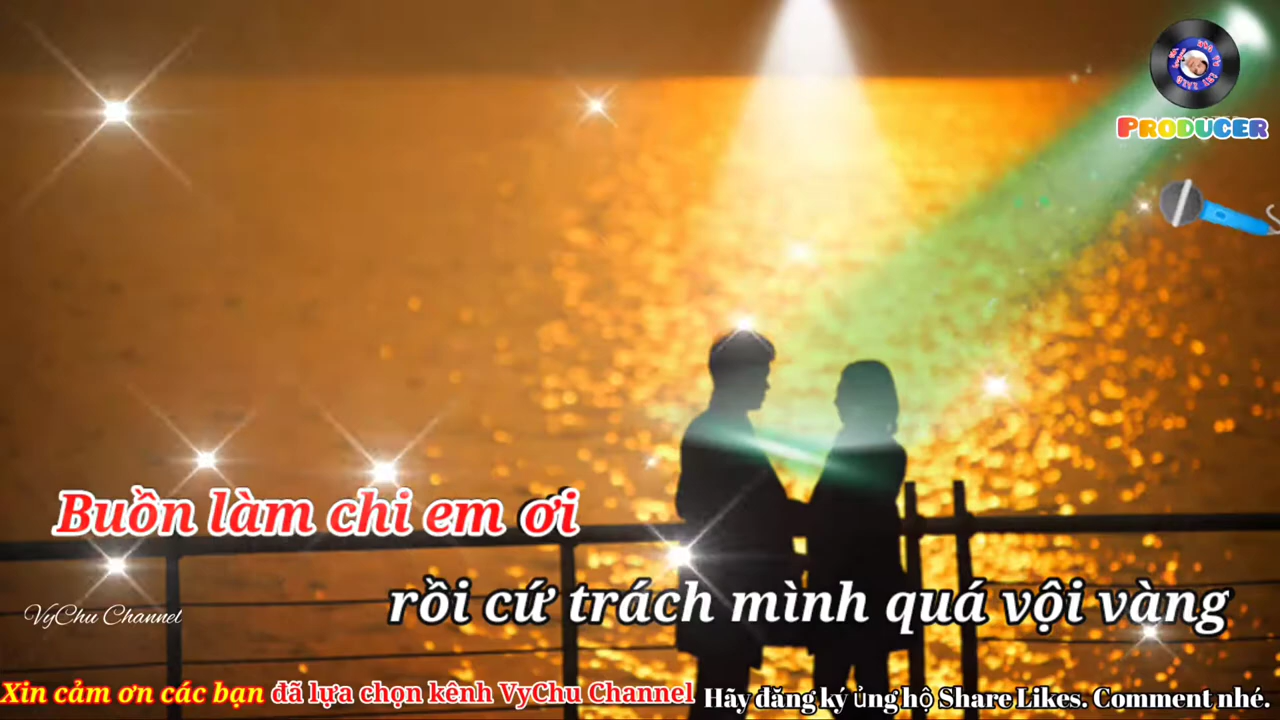 PRODUCER
Buồn làm chi em ơi
rồi cứ trách mình quá vội vàng
VyChu Channel
Xin cảm ơn các bạn đã lựa chọn kênh VyChu Channel Hãy đăng ký ủng hộ Share Likes. Comment nhé.